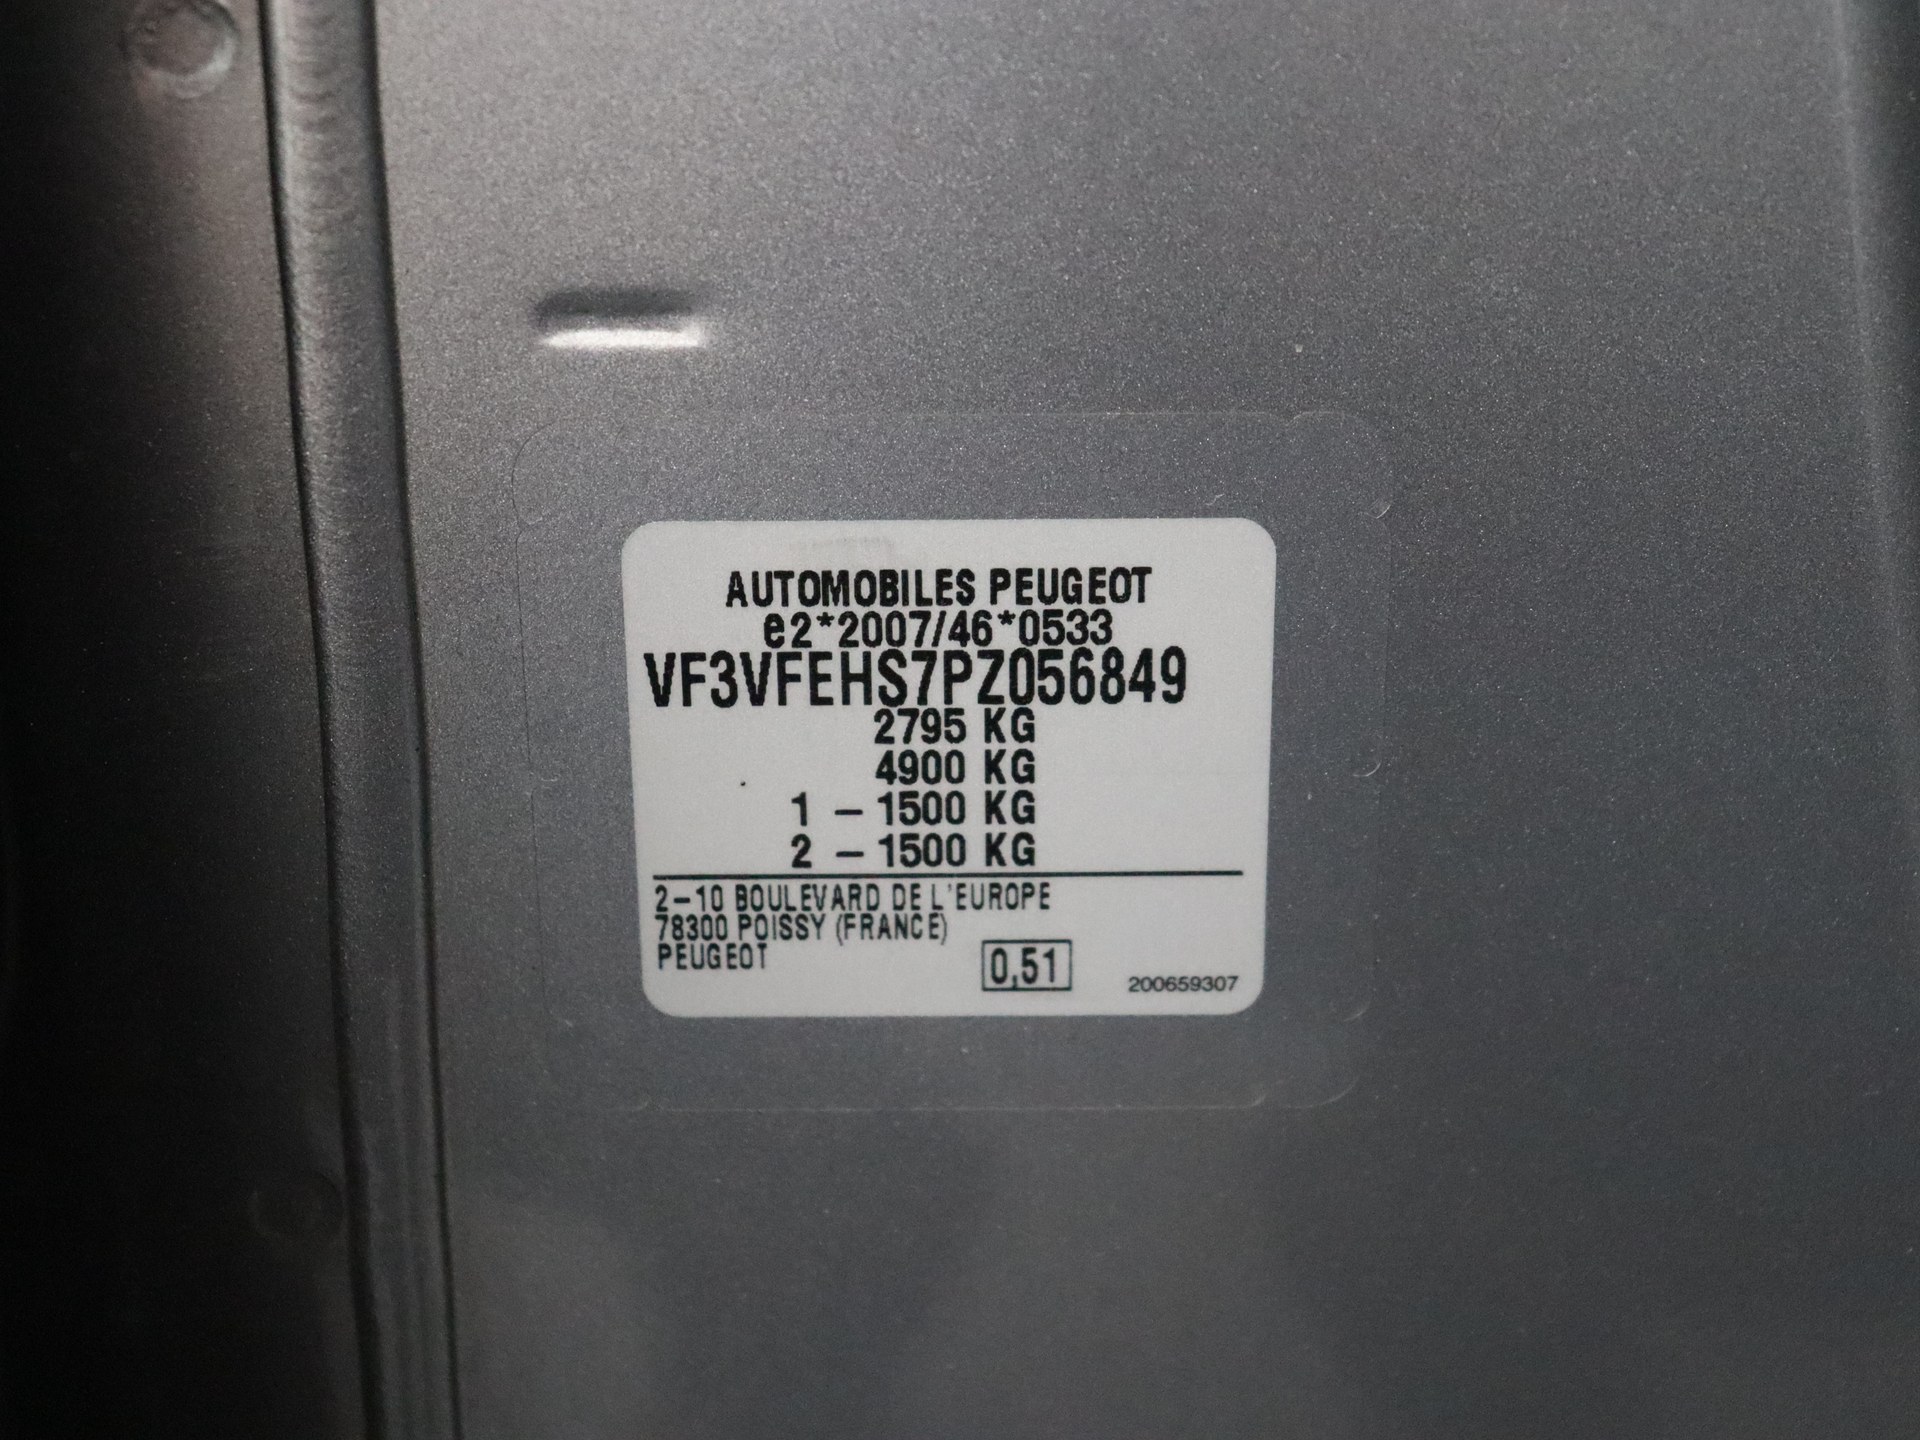 AUTOMOBILES PEUGEOT
e2*2007/46*0533
VF3VFEHS7PZ056849
2795 KG
4900 KG
1 – 1500 KG
2 – 1500 KG
2–10 BOULEVARD DE L'EUROPE
78300 POISSY (FRANCE)
PEUGEOT
0,51
200659307